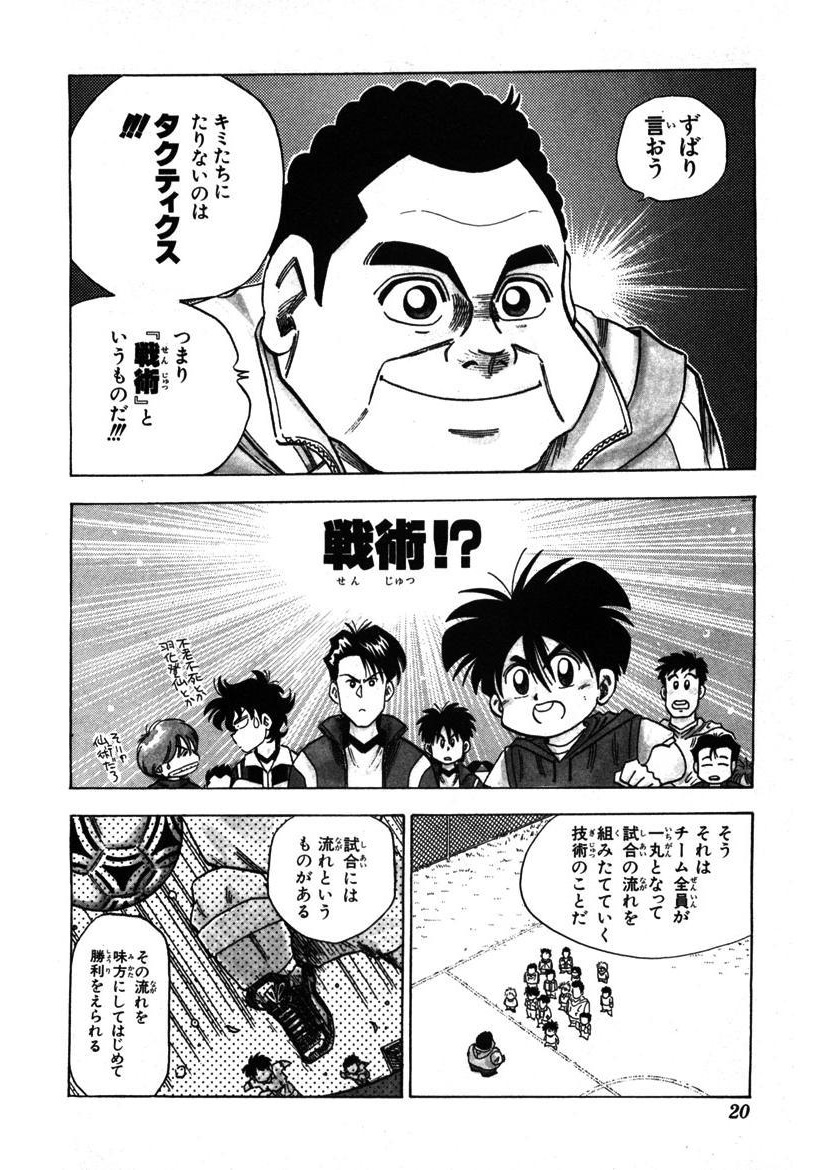 ずばり
言おう
キミたちに
たりないのは
タクティクス
!!!
つまり
『戦術』と
いうものだ!!!
戦術!?
不老不死とか
羽化登仙とか
そりゃ
仙術だろ
そう
それは
チーム全員が
一丸となって
試合の流れを
組みたてていく
技術のことだ
試合には
流れという
ものがある
その流れを
味方にしてはじめて
勝利をえられる
20